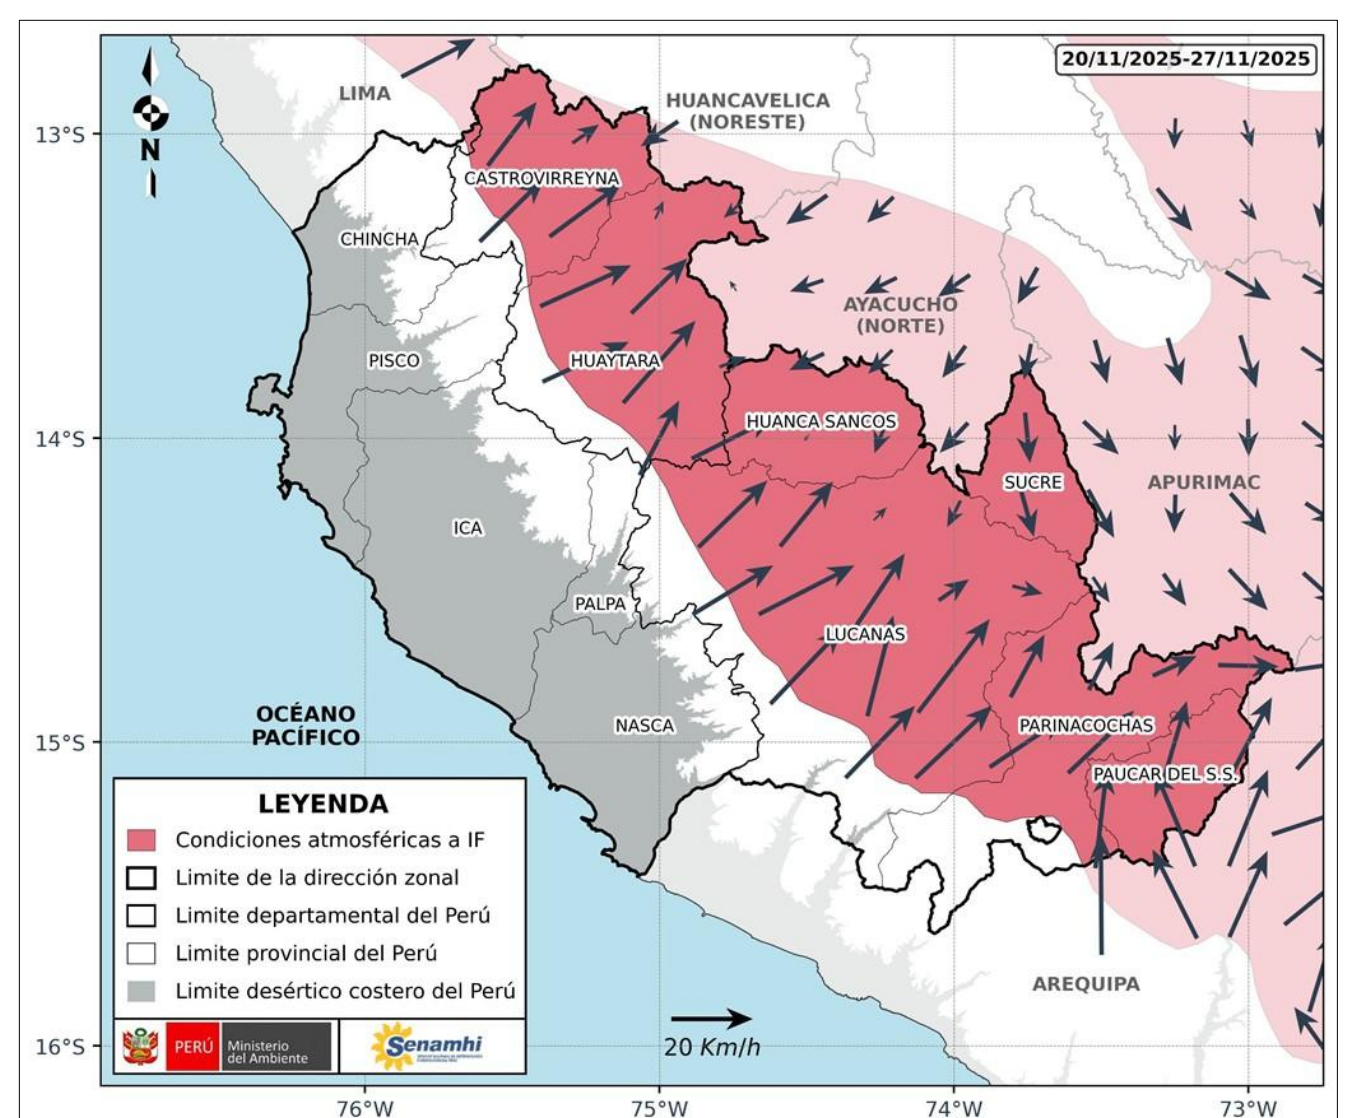 20/11/2025-27/11/2025
LIMA
HUANCAVELICA
(NORESTE)
13°S
N
CASTROVIRREYNA
CHINCHA
AYACUCHO
(NORTE)
PISCO
HUAYTARA
HUANCA SANCOS
14°S
SUCRE
APURIMAC
ICA
PALPA
LUCANAS
OCÉANO
PACÍFICO
NASCA
PARINACOCHAS
15°S
PAUCAR DEL S.S.
LEYENDA
Condiciones atmosféricas a IF
Limite de la dirección zonal
Limite departamental del Perú
Limite provincial del Perú
Limite desértico costero del Perú
AREQUIPA
PERÚ
Ministerio
del Ambiente
Senamhi
20 Km/h
16°S
76°W
75°W
74°W
73°W